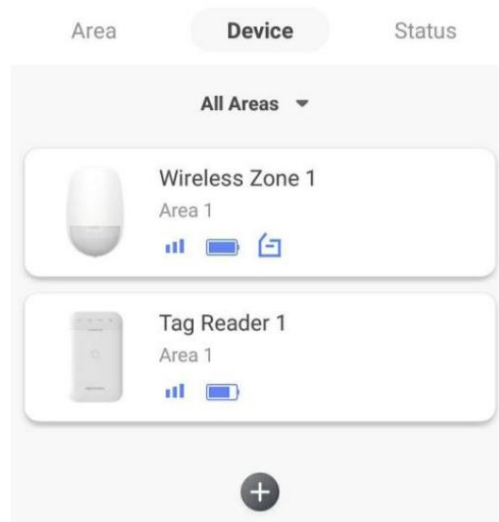 Area Device Status
All Areas
Wireless Zone 1
Area 1
Tag Reader 1
Area 1